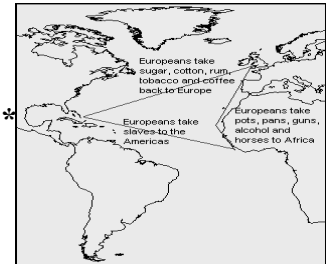 Europeans take
sugar, cotton, rum,
tobacco and coffee
back to Europe
Europeans take
slaves to the
Americas
Europeans take
pots, pans, guns,
alcohol and
horses to Africa
*